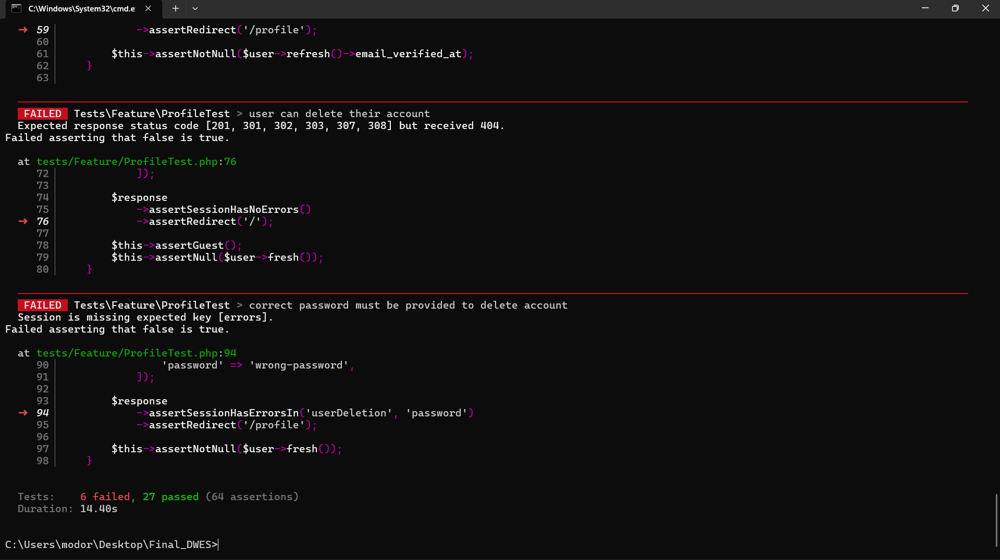 C:\Windows\System32\cmd.e
➜ 59 ->assertRedirect('/profile');
60
61 $this->assertNotNull($user->refresh()->email_verified_at);
62 }
63
FAILED Tests\Feature\ProfileTest > user can delete their account
Expected response status code [201, 301, 302, 303, 307, 308] but received 404.
Failed asserting that false is true.
at tests/Feature/ProfileTest.php:76
72 ]);
73
74 $response
75 ->assertSessionHasNoErrors()
➜ 76 ->assertRedirect('/');
77
78 $this->assertGuest();
79 $this->assertNull($user->fresh());
80 }
FAILED Tests\Feature\ProfileTest > correct password must be provided to delete account
Session is missing expected key [errors].
Failed asserting that false is true.
at tests/Feature/ProfileTest.php:94
90 'password' => 'wrong-password',
91 ]);
92
93 $response
➜ 94 ->assertSessionHasErrorsIn('userDeletion', 'password')
95 ->assertRedirect('/profile');
96
97 $this->assertNotNull($user->fresh());
98 }
Tests: 6 failed, 27 passed (64 assertions)
Duration: 14.40s
C:\Users\modor\Desktop\Final_DWES>